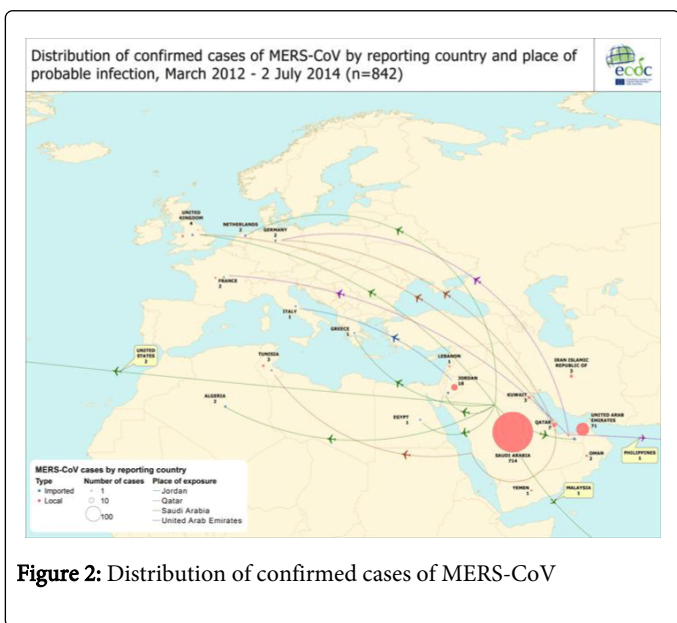 Distribution of confirmed cases of MERS-CoV by reporting country and place of
probable infection, March 2012 - 2 July 2014 (n=842)
ecdc
UNITED
KINGDOM
4
NETHERLANDS
2
GERMANY
2
FRANCE
2
ITALY
1
GREECE
1
UNITED
STATES
2
TUNISIA
3
LEBANON
1
IRAN ISLAMIC
REPUBLIC OF
JORDAN
18
ALGERIA
2
KUWAIT
3
EGYPT
1
QATAR
7
UNITED ARAB
EMIRATES
71
SAUDI ARABIA
714
OMAN
2
PHILIPPINES
1
YEMEN
1
MALAYSIA
1
MERS-CoV cases by reporting country
Type Number of cases Place of exposure
Imported 1 Jordan
Local 10 Qatar
100 Saudi Arabia
United Arab Emirates
Figure 2: Distribution of confirmed cases of MERS-CoV